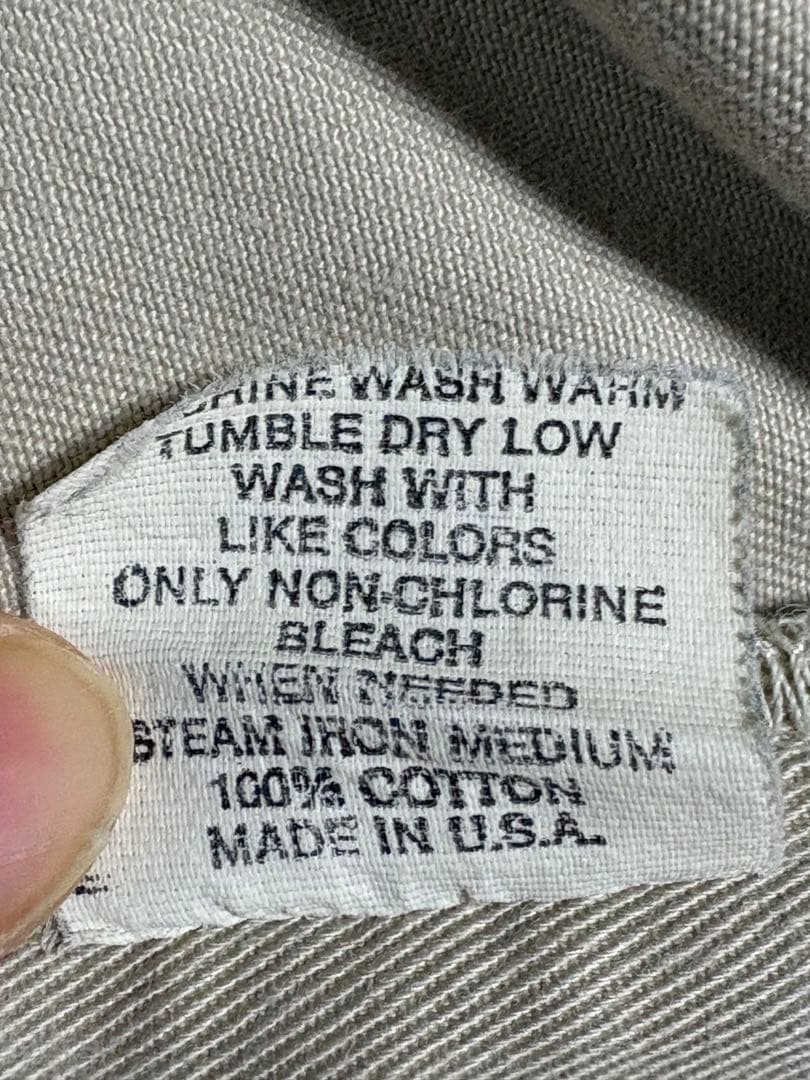 CHINE WASH WARM
TUMBLE DRY LOW
WASH WITH
LIKE COLORS
ONLY NON-CHLORINE
BLEACH
WHEN NEEDED
STEAM IRON MEDIUM
100% COTTON
MADE IN U.S.A.